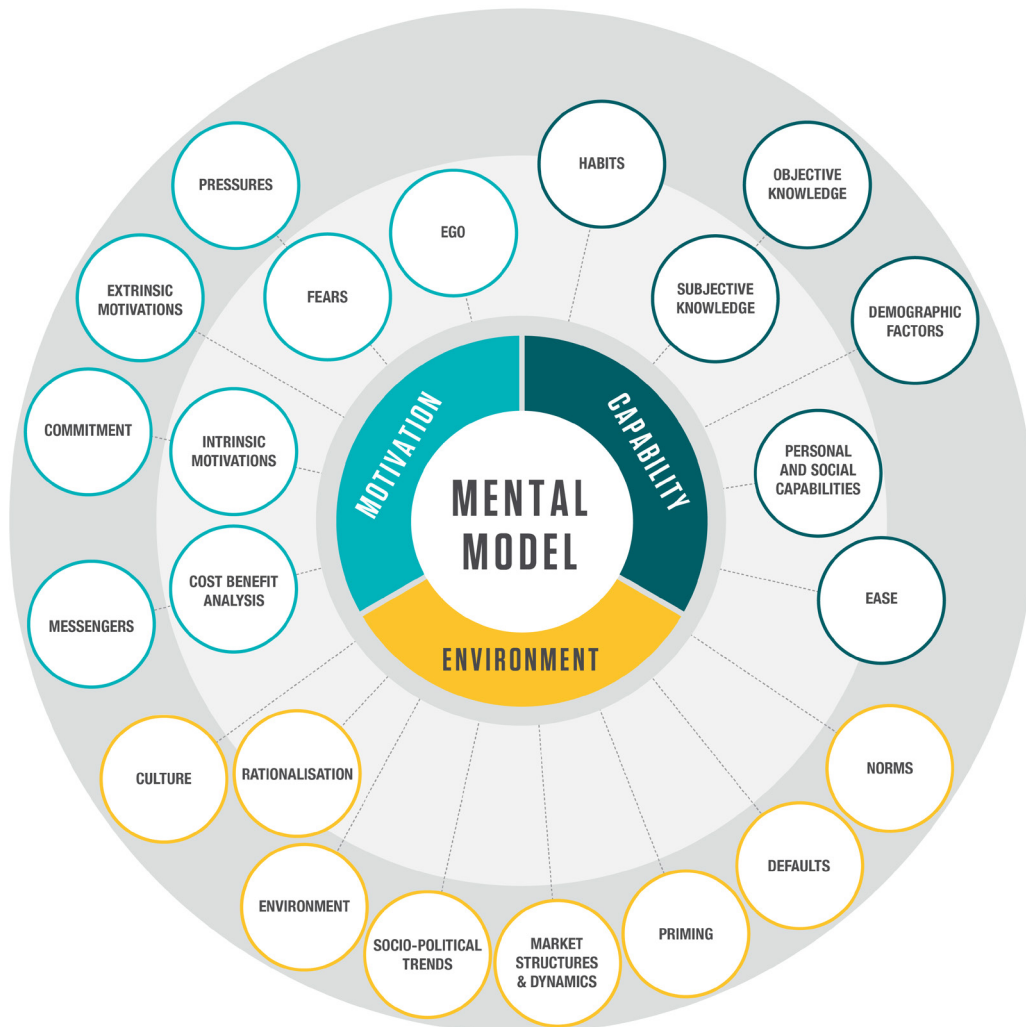 HABITS
PRESSURES
OBJECTIVE
KNOWLEDGE
EGO
EXTRINSIC
MOTIVATIONS
FEARS
SUBJECTIVE
KNOWLEDGE
DEMOGRAPHIC
FACTORS
COMMITMENT
INTRINSIC
MOTIVATIONS
MOTIVATION
CAPABILITY
PERSONAL
AND SOCIAL
CAPABILITIES
MENTAL
MODEL
MESSENGERS
COST BENEFIT
ANALYSIS
EASE
ENVIRONMENT
CULTURE
RATIONALISATION
NORMS
DEFAULTS
ENVIRONMENT
SOCIO-POLITICAL
TRENDS
MARKET
STRUCTURES
& DYNAMICS
PRIMING